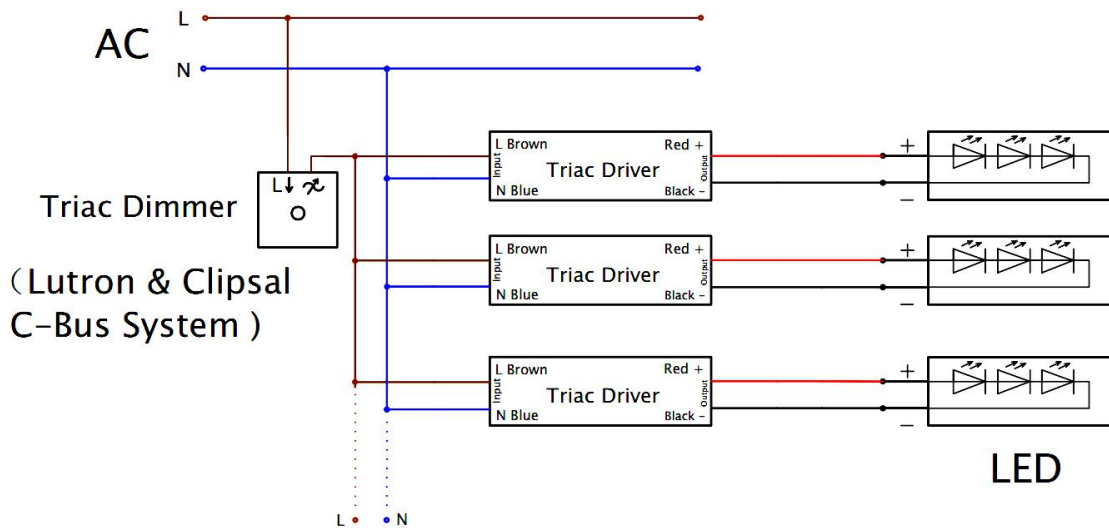 L
AC
N
L Brown
Red +
Input
Triac Driver
Output
N Blue
Black -
+
−
L
Triac Dimmer
（Lutron & Clipsal
C-Bus System )
L Brown
Red +
Input
Triac Driver
Output
N Blue
Black -
+
−
L Brown
Red +
Input
Triac Driver
Output
N Blue
Black -
+
−
LED
L
N